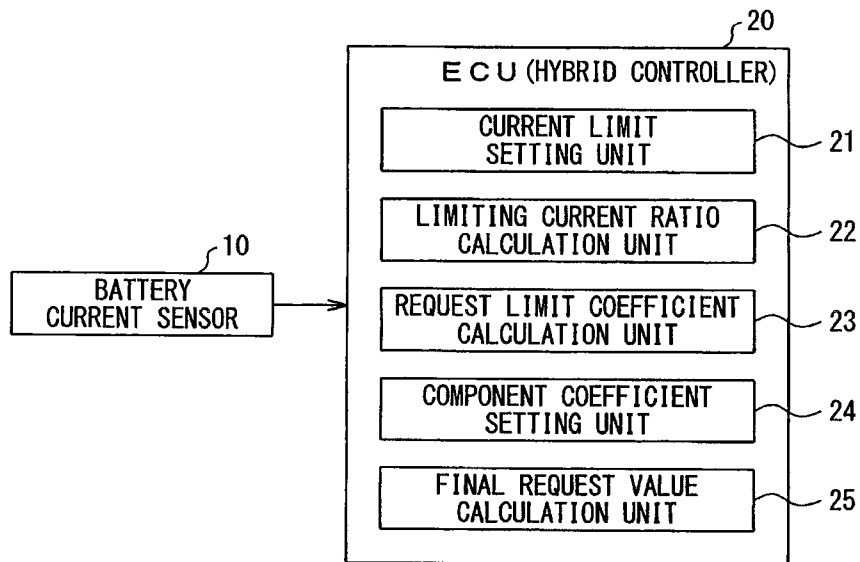 20
ECU (HYBRID CONTROLLER)
CURRENT LIMIT
SETTING UNIT
21
LIMITING CURRENT RATIO
CALCULATION UNIT
22
10
BATTERY
CURRENT SENSOR
REQUEST LIMIT COEFFICIENT
CALCULATION UNIT
23
COMPONENT COEFFICIENT
SETTING UNIT
24
FINAL REQUEST VALUE
CALCULATION UNIT
25